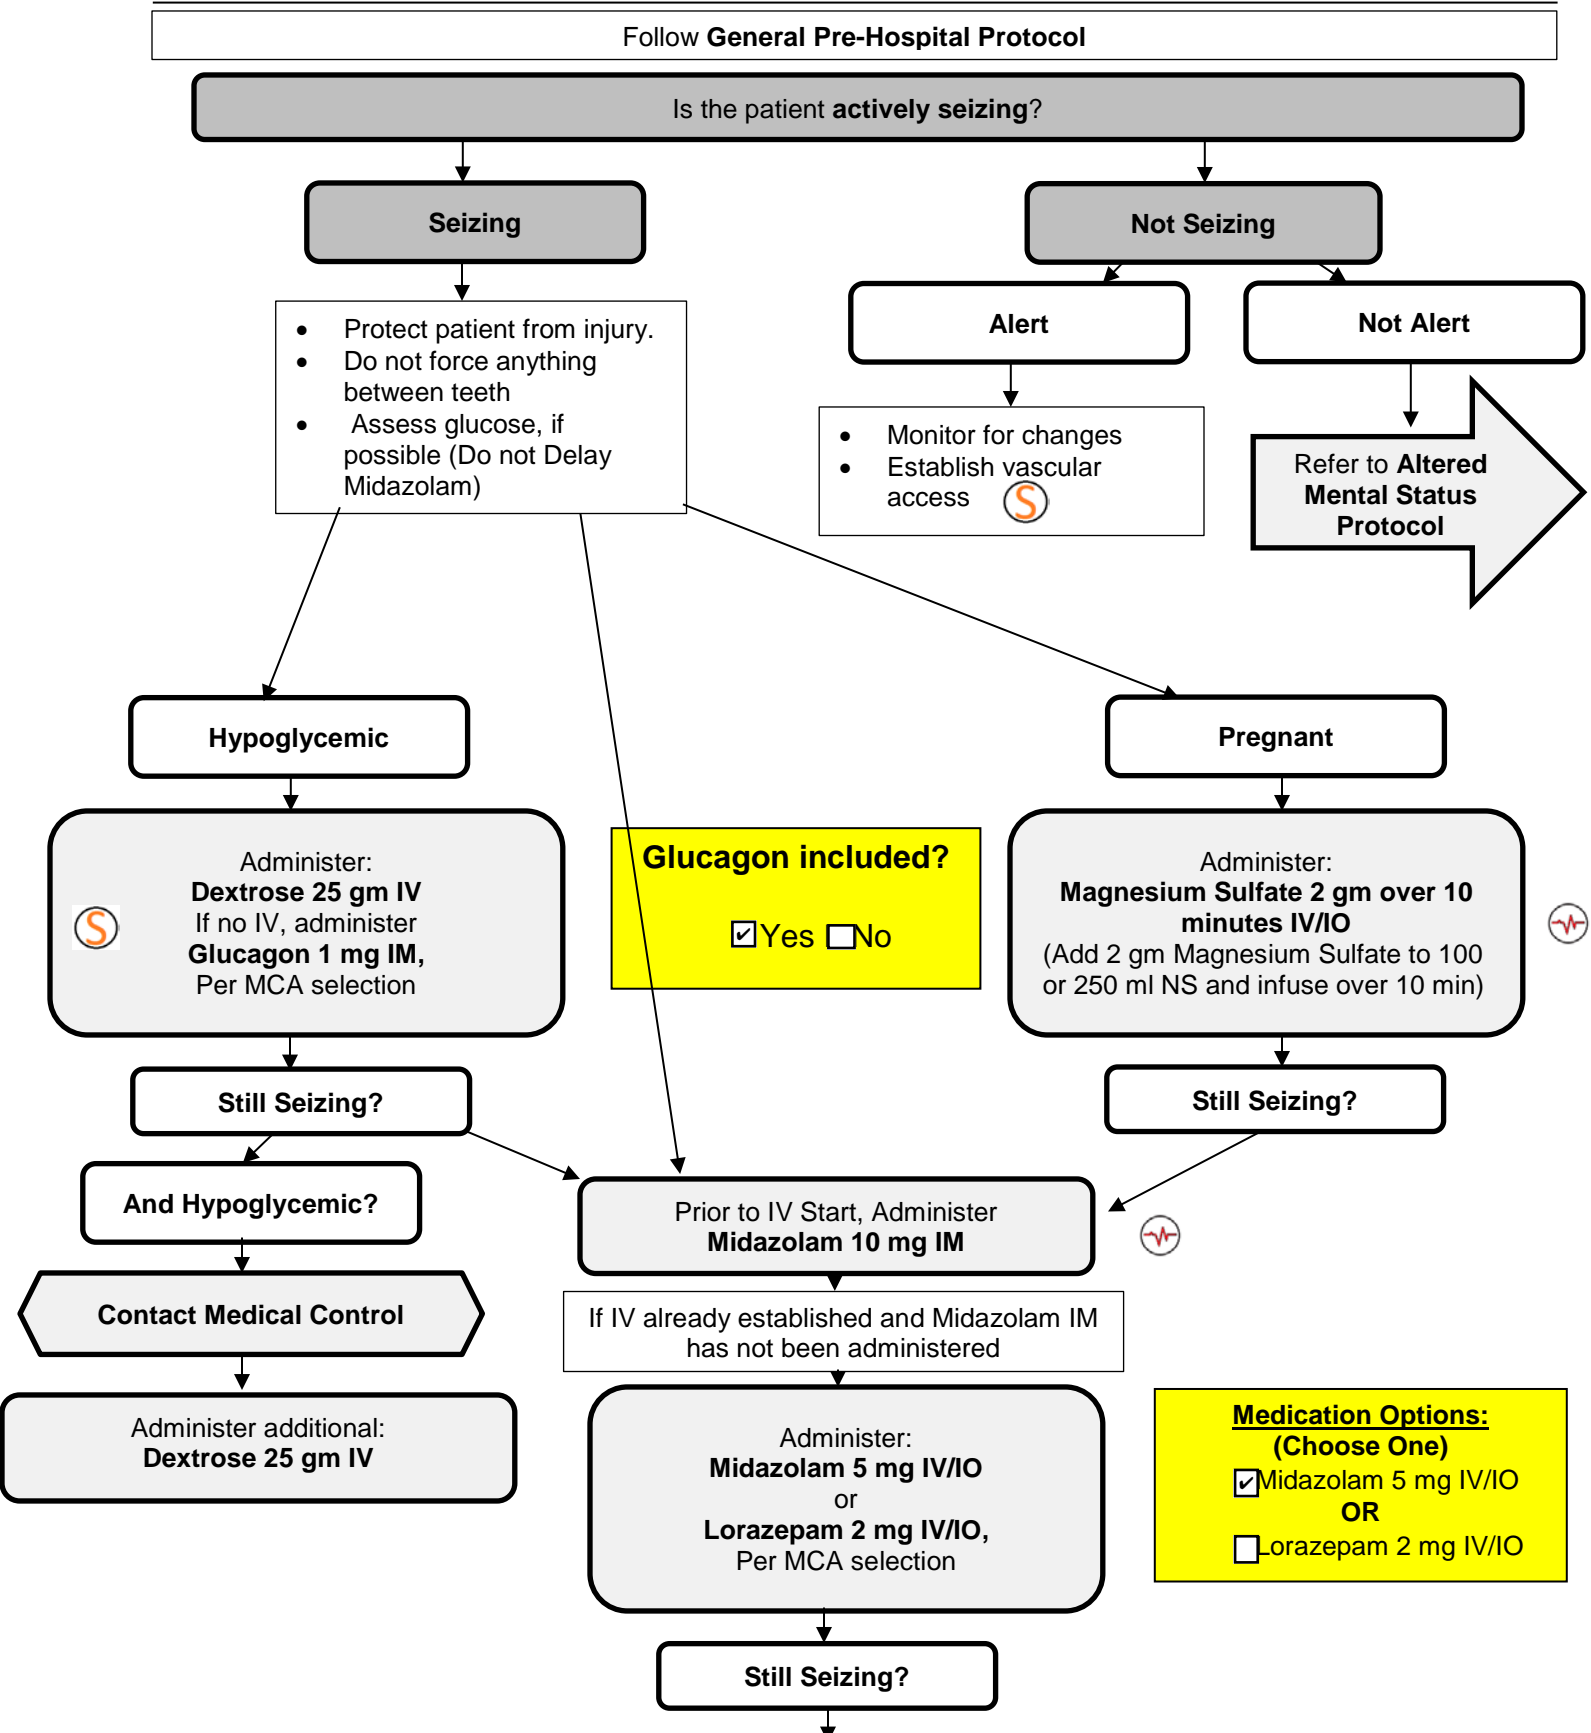 Follow General Pre-Hospital Protocol
Is the patient actively seizing?
Seizing
Not Seizing
• Protect patient from injury.
• Do not force anything
between teeth
• Assess glucose, if
possible (Do not Delay
Midazolam)
Alert
Not Alert
• Monitor for changes
• Establish vascular
access S
Refer to Altered
Mental Status
Protocol
Hypoglycemic
Pregnant
Administer:
Dextrose 25 gm IV
If no IV, administer
Glucagon 1 mg IM,
Per MCA selection
S
Glucagon included?
☑Yes ☐No
Administer:
Magnesium Sulfate 2 gm over 10
minutes IV/IO
(Add 2 gm Magnesium Sulfate to 100
or 250 ml NS and infuse over 10 min)
Still Seizing?
Still Seizing?
And Hypoglycemic?
Prior to IV Start, Administer
Midazolam 10 mg IM
Contact Medical Control
If IV already established and Midazolam IM
has not been administered
Administer additional:
Dextrose 25 gm IV
Administer:
Midazolam 5 mg IV/IO
or
Lorazepam 2 mg IV/IO,
Per MCA selection
Medication Options:
(Choose One)
☑Midazolam 5 mg IV/IO
OR
☐Lorazepam 2 mg IV/IO
Still Seizing?